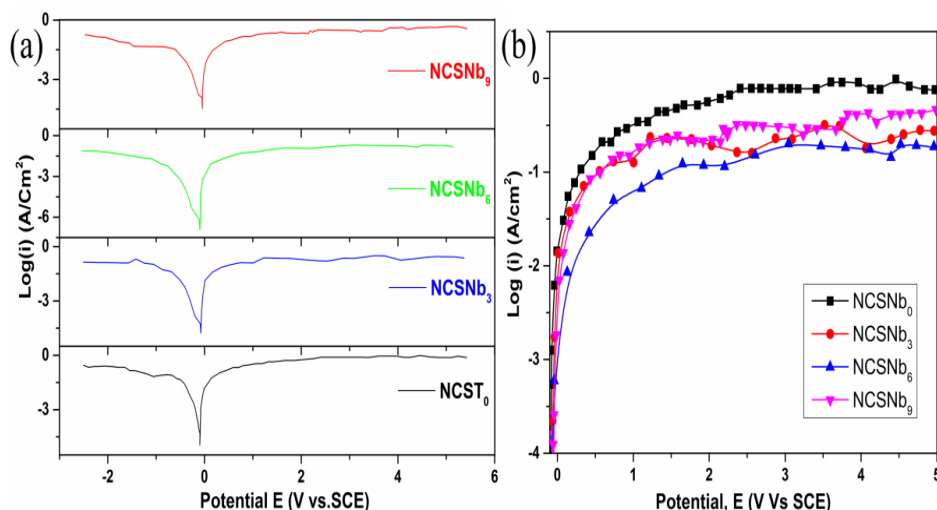 (a)
0
-3
NCSNb₉
0
-3
-6
NCSNb₆
0
-3
NCSNb₃
0
-3
NCST₀
Log(i) (A/Cm²)
-2 0 2 4 6
Potential E (V Vs.SCE)
(b)
0
-1
-2
-3
-4
Log (i) (A/cm²)
NCSNb₀
NCSNb₃
NCSNb₆
NCSNb₉
0 1 2 3 4 5
Potential, E (V Vs SCE)